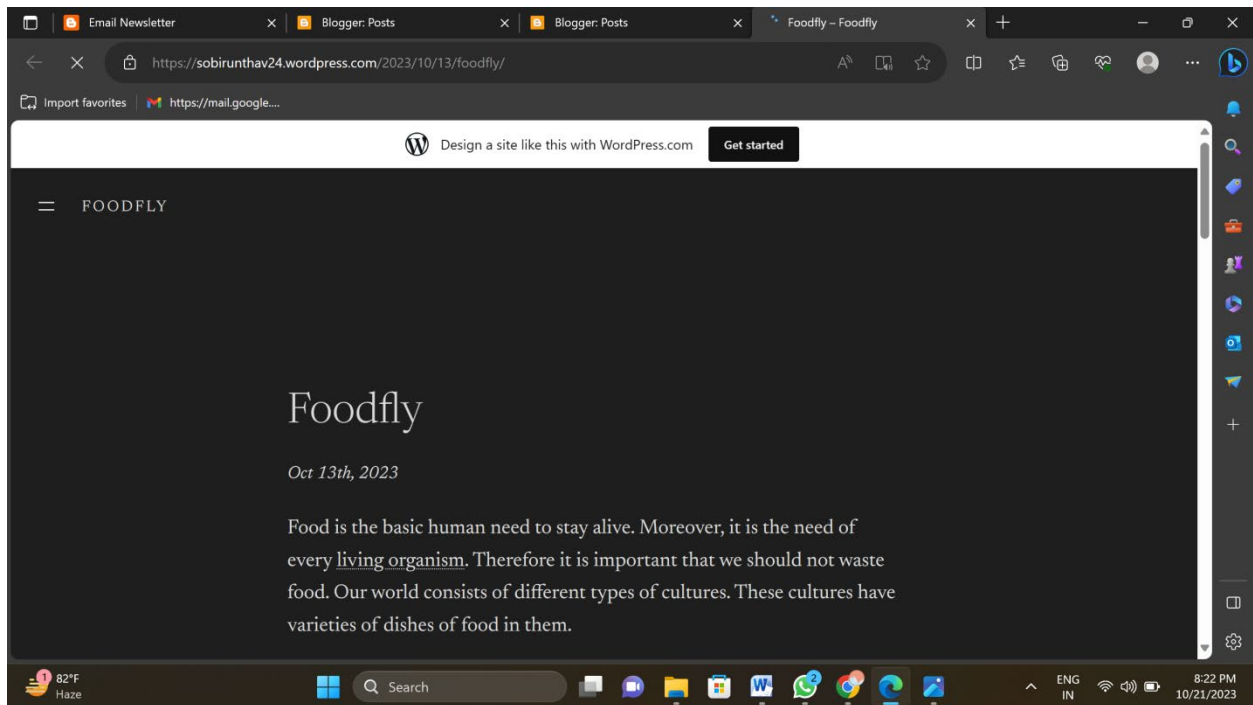 Email Newsletter
Blogger: Posts
Blogger: Posts
Foodfly – Foodfly
https://sobirunthav24.wordpress.com/2023/10/13/foodfly/
Import favorites
https://mail.google....
Design a site like this with WordPress.com
Get started
FOODFLY
Foodfly
Oct 13th, 2023
Food is the basic human need to stay alive. Moreover, it is the need of
every living organism. Therefore it is important that we should not waste
food. Our world consists of different types of cultures. These cultures have
varieties of dishes of food in them.
1
82°F
Haze
Search
2
ENG
IN
8:22 PM
10/21/2023